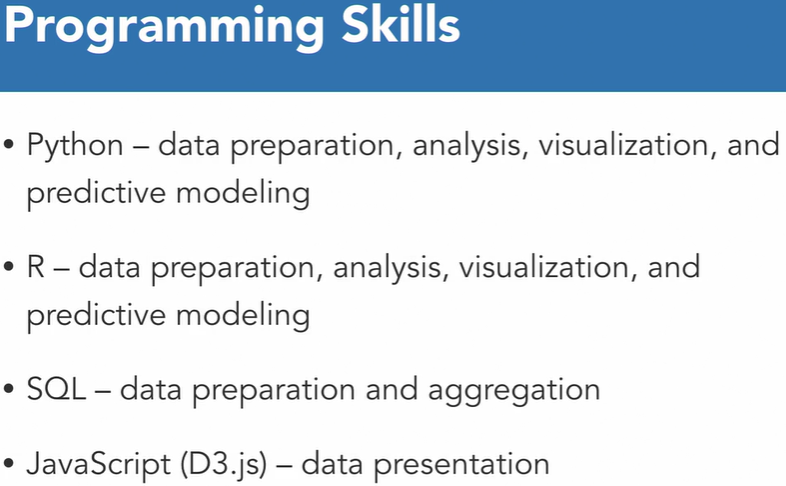 Programming Skills
• Python – data preparation, analysis, visualization, and
predictive modeling
• R – data preparation, analysis, visualization, and
predictive modeling
• SQL – data preparation and aggregation
• JavaScript (D3.js) – data presentation